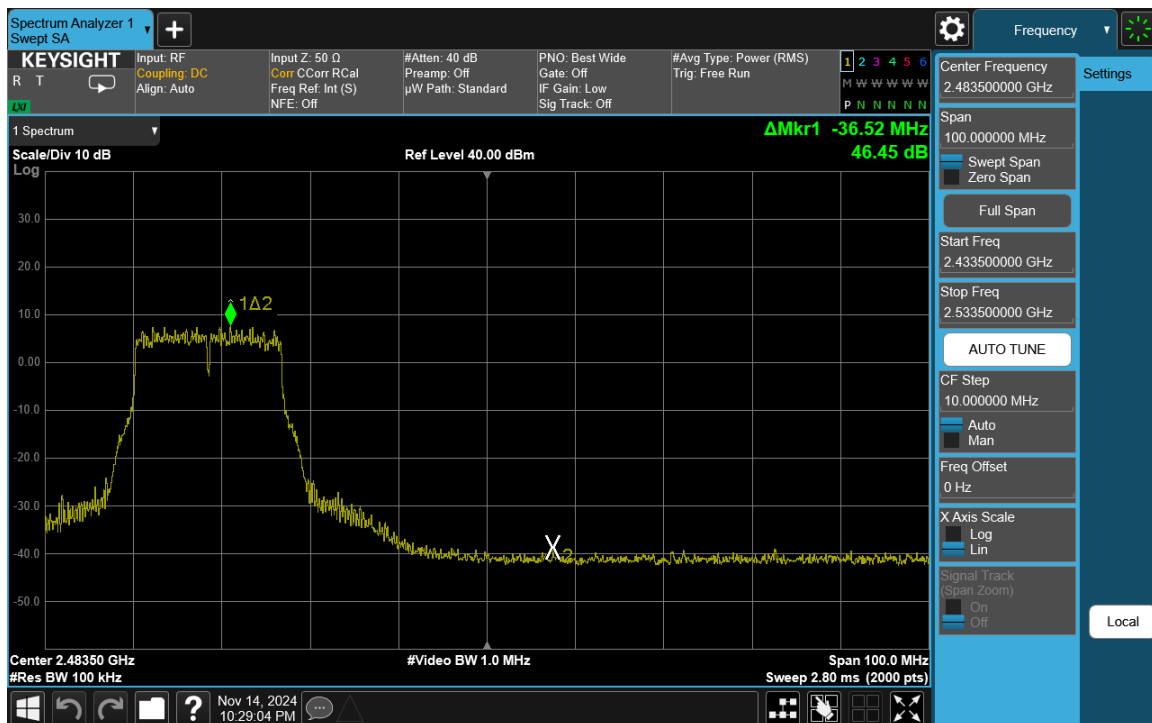 Spectrum Analyzer 1
Swept SA
+
Frequency
KEYSIGHT
R T
LXI
Input: RF
Coupling: DC
Align: Auto
Input Z: 50 Ω
Corr CCorr RCal
Freq Ref: Int (S)
NFE: Off
#Atten: 40 dB
Preamp: Off
µW Path: Standard
PNO: Best Wide
Gate: Off
IF Gain: Low
Sig Track: Off
#Avg Type: Power (RMS)
Trig: Free Run
1 2 3 4 5 6
M W W W W W
P N N N N N
1 Spectrum
Scale/Div 10 dB
Log
Ref Level 40.00 dBm
ΔMkr1 -36.52 MHz
46.45 dB
30.0
20.0
10.0
0.00
-10.0
-20.0
-30.0
-40.0
-50.0
1Δ2
X2
Center 2.48350 GHz
#Res BW 100 kHz
#Video BW 1.0 MHz
Span 100.0 MHz
Sweep 2.80 ms (2000 pts)
Center Frequency
2.483500000 GHz
Settings
Span
100.000000 MHz
Swept Span
Zero Span
Full Span
Start Freq
2.433500000 GHz
Stop Freq
2.533500000 GHz
AUTO TUNE
CF Step
10.000000 MHz
Auto
Man
Freq Offset
0 Hz
X Axis Scale
Log
Lin
Signal Track
(Span Zoom)
On
Off
Local
?
Nov 14, 2024
10:29:04 PM